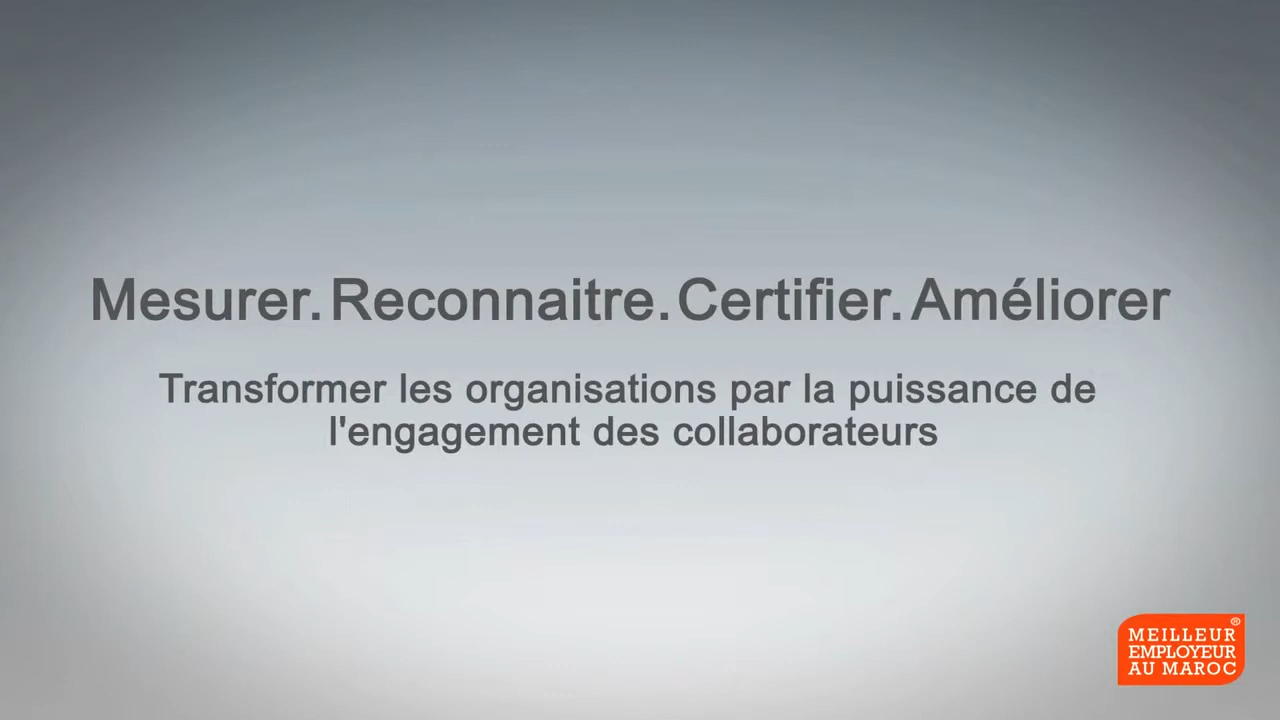 Mesurer. Reconnaitre. Certifier. Améliorer
Transformer les organisations par la puissance de
l'engagement des collaborateurs
MEILLEUR®
EMPLOYEUR
AU MAROC